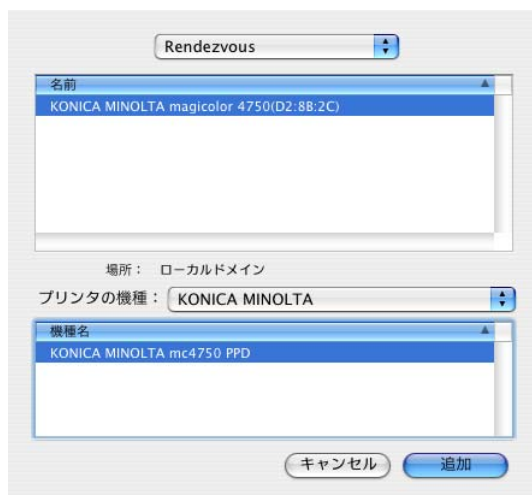 Rendezvous
名前
KONICA MINOLTA magicolor 4750(D2:8B:2C)
場所： ローカルドメイン
プリンタの機種： KONICA MINOLTA
機種名
KONICA MINOLTA mc4750 PPD
キャンセル 追加